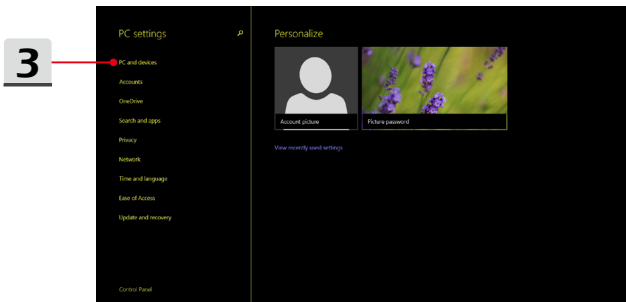 3
PC settings
PC and devices
Accounts
OneDrive
Search and apps
Privacy
Network
Time and language
Ease of Access
Update and recovery
Control Panel
Personalize
Account picture
Picture password
View recently used settings